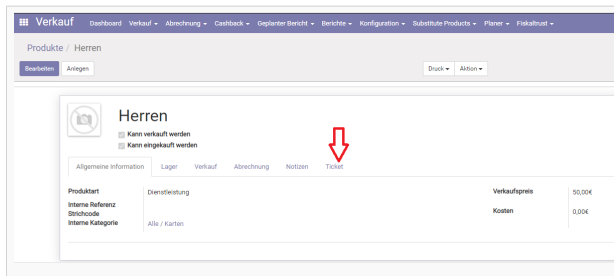 Verkauf Dashboard Verkauf Abrechnung Cashback Geplanter Bericht Berichte Konfiguration Substitute Products Planer Fiskaltrust
Produkte / Herren
Bearbeiten Anlegen Druck Aktion
Herren
Kann verkauft werden
Kann eingekauft werden
Allgemeine Information Lager Verkauf Abrechnung Notizen Ticket
Produktart Dienstleistung Verkaufspreis 50,00€
Interne Referenz
Strichcode Kosten 0,00€
Interne Kategorie Alle / Karten